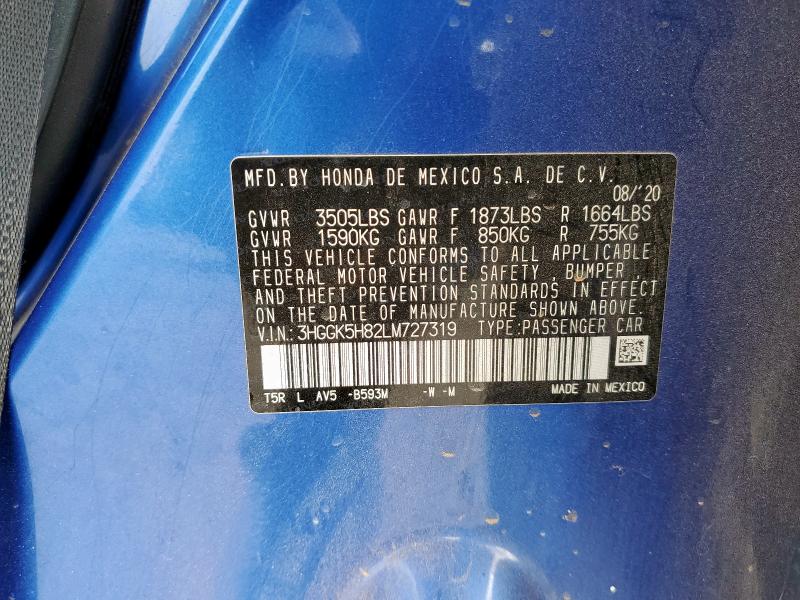 MFD.BY HONDA DE MEXICO S.A. DE C.V.
08/'20
GVWR 3505LBS GAWR F 1873LBS R 1664LBS
GVWR 1590KG GAWR F 850KG R 755KG
THIS VEHICLE CONFORMS TO ALL APPLICABLE
FEDERAL MOTOR VEHICLE SAFETY , BUMPER ,
AND THEFT PREVENTION STANDARDS IN EFFECT
ON THE DATE OF MANUFACTURE SHOWN ABOVE.
V.IN: 3HGGK5H82LM727319 TYPE:PASSENGER CAR
T5R L AV5 -B593M -W -M MADE IN MEXICO